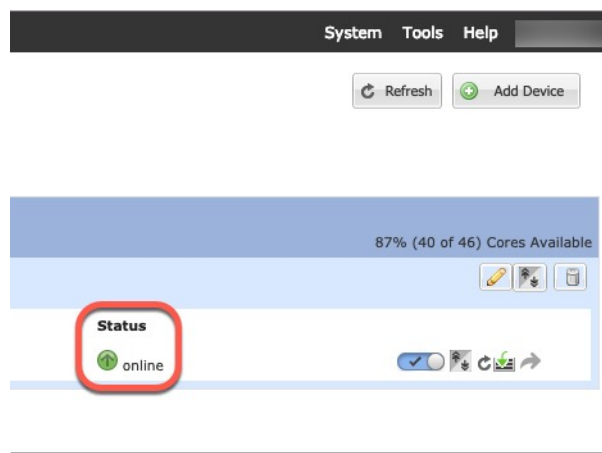 System Tools Help
Refresh Add Device
87% (40 of 46) Cores Available
Status
online